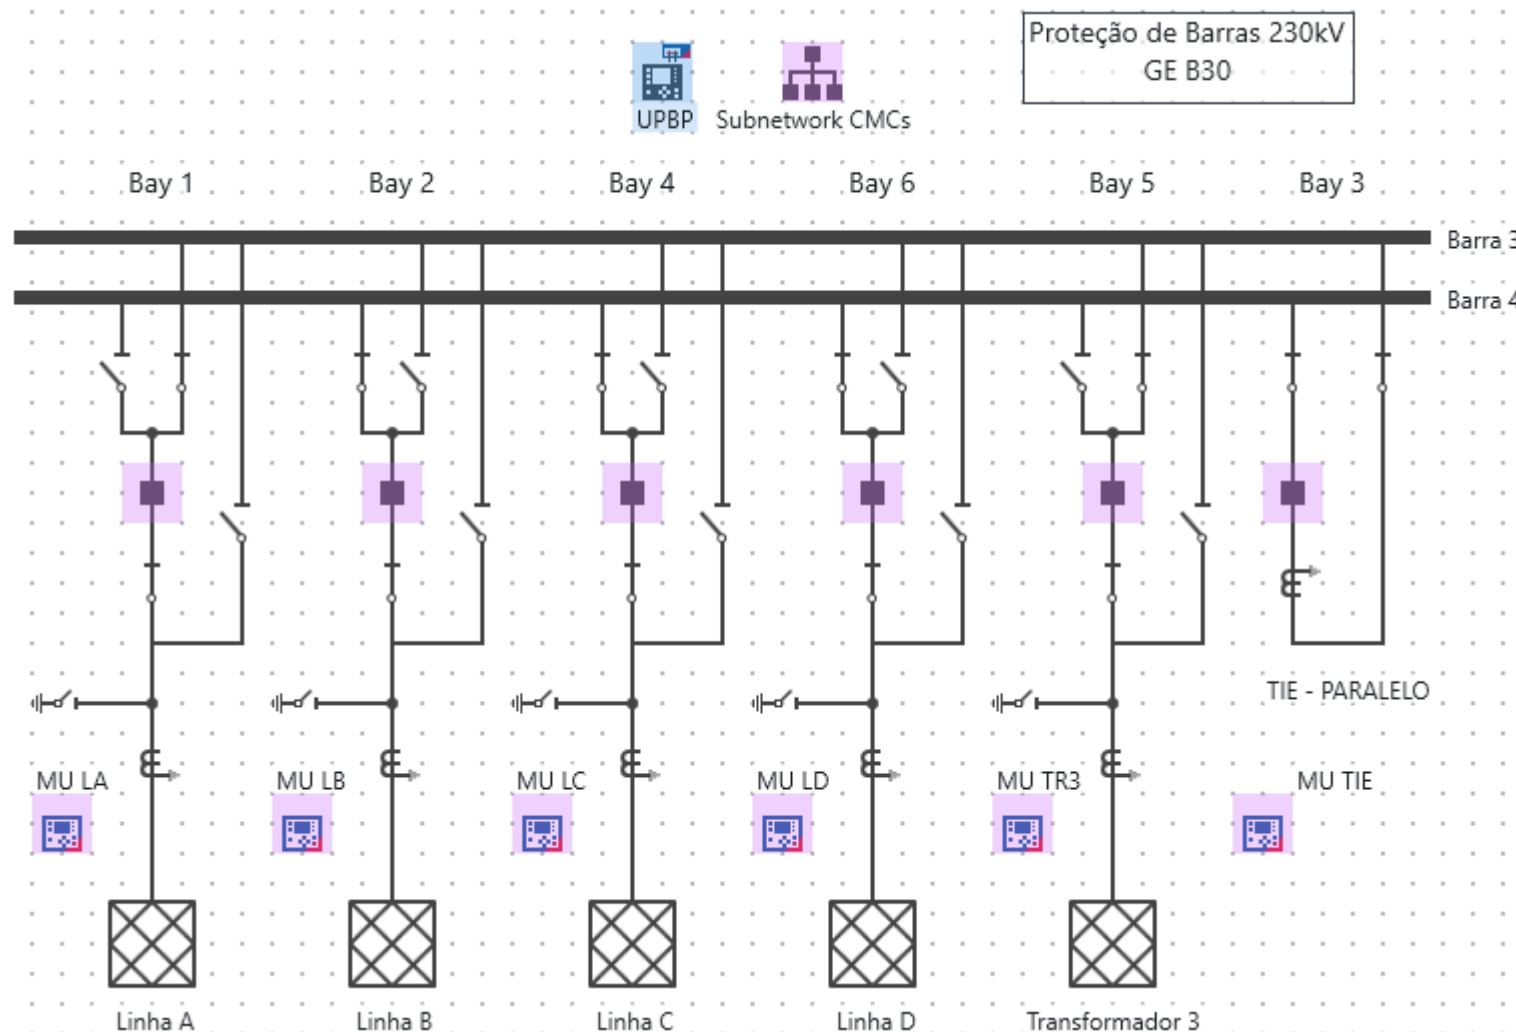 Proteção de Barras 230kV
GE B30
UPBP
Subnetwork CMCs
Bay 1
Bay 2
Bay 4
Bay 6
Bay 5
Bay 3
Barra 3
Barra 4
TIE - PARALELO
MU LA
MU LB
MU LC
MU LD
MU TR3
MU TIE
Linha A
Linha B
Linha C
Linha D
Transformador 3